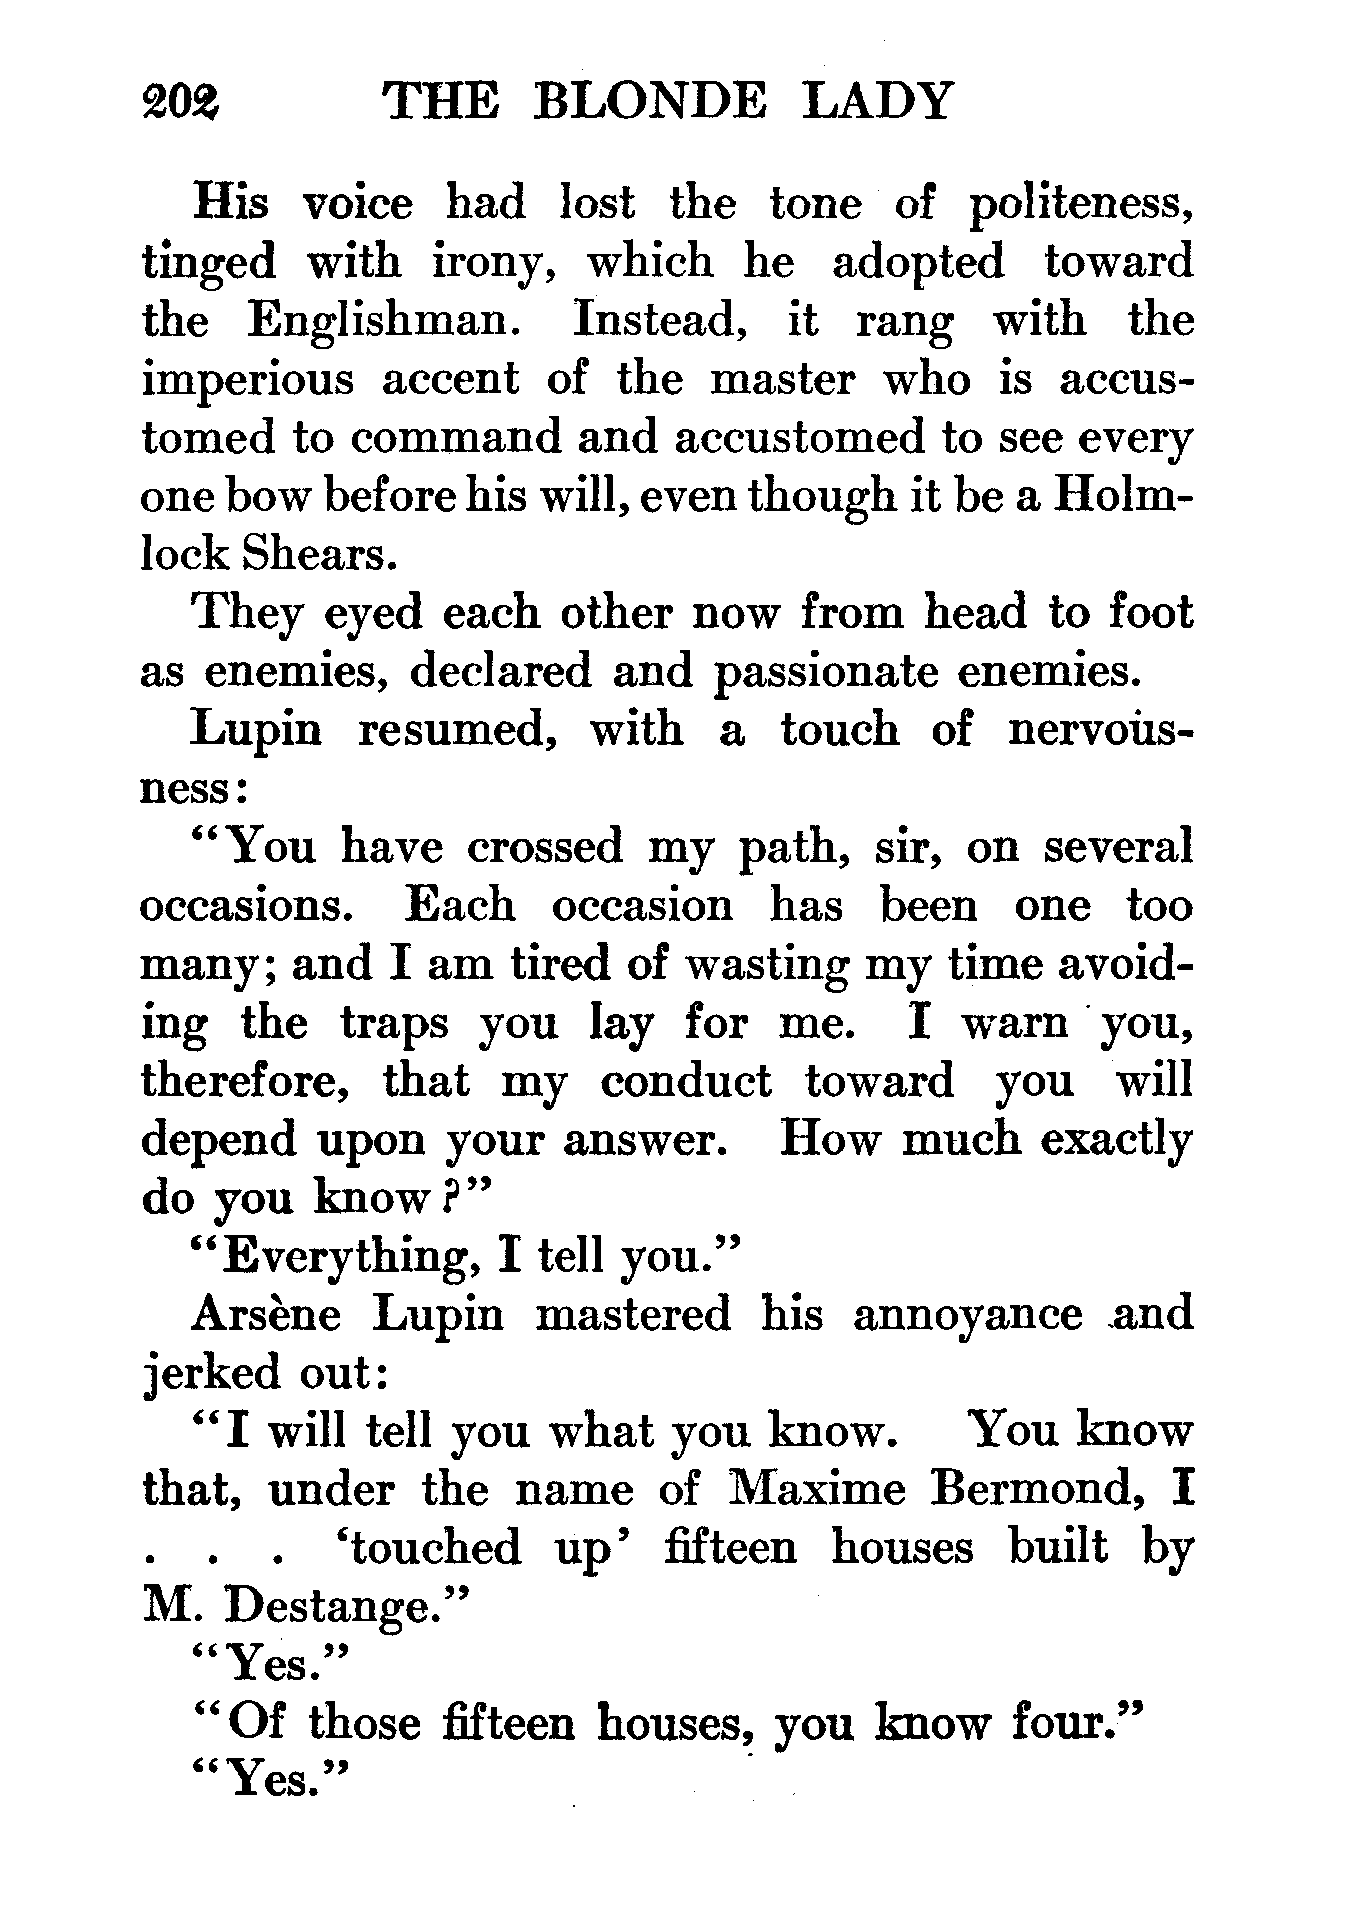 202 THE BLONDE LADY
His voice had lost the tone of politeness,
tinged with irony, which he adopted toward
the Englishman. Instead, it rang with the
imperious accent of the master who is accus-
tomed to command and accustomed to see every
one bow before his will, even though it be a Holm-
lock Shears.
They eyed each other now from head to foot
as enemies, declared and passionate enemies.
Lupin resumed, with a touch of nervous-
ness:
“You have crossed my path, sir, on several
occasions. Each occasion has been one too
many; and I am tired of wasting my time avoid-
ing the traps you lay for me. I warn you,
therefore, that my conduct toward you will
depend upon your answer. How much exactly
do you know?”
“Everything, I tell you.”
Arsène Lupin mastered his annoyance and
jerked out:
“I will tell you what you know. You know
that, under the name of Maxime Bermond, I
. . . ‘touched up’ fifteen houses built by
M. Destange.”
“Yes.”
“Of those fifteen houses, you know four.”
“Yes.”